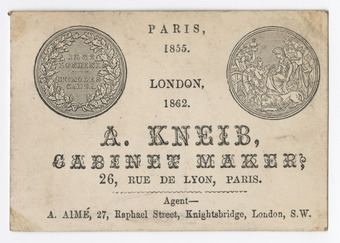 PARIS,
1855.
LONDON,
1862.
A. KNEIB,
CABINET MAKER,
26, RUE DE LYON, PARIS.
Agent—
A. AIMÉ, 27, Raphael Street, Knightsbridge, London, S.W.